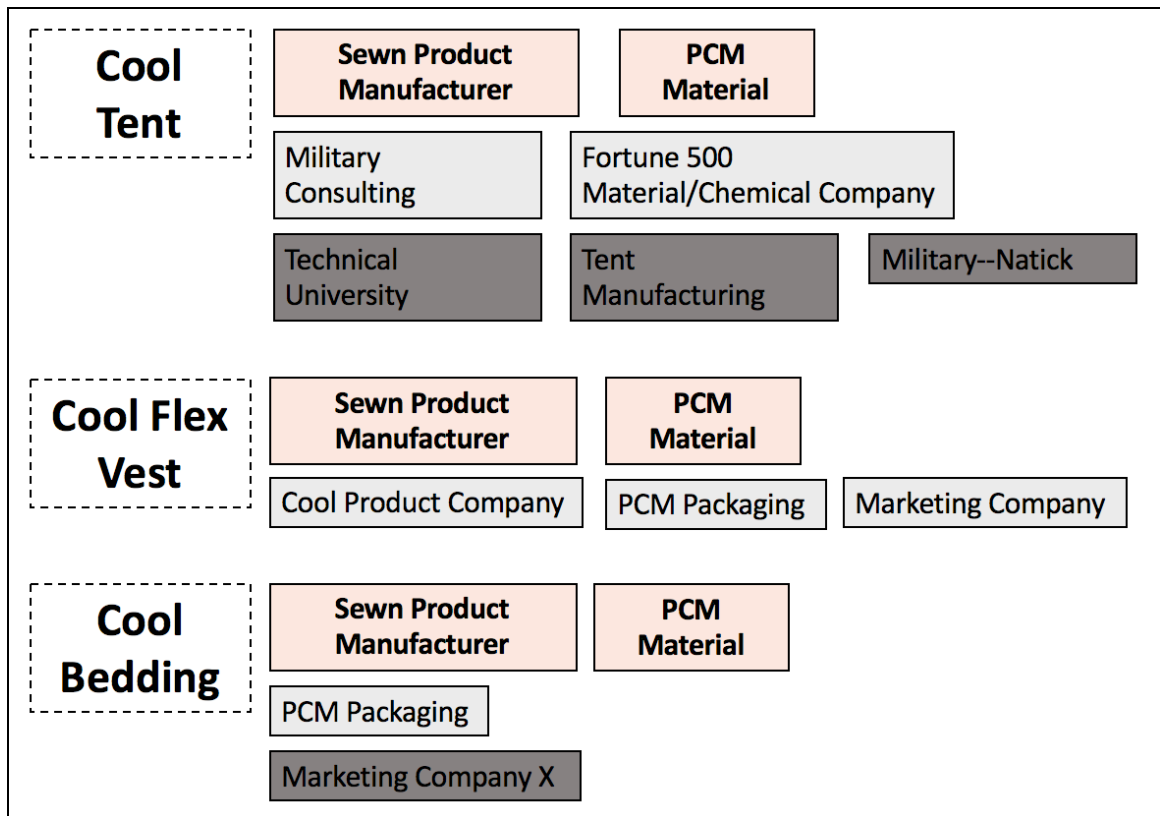 Cool
Tent
Sewn Product
Manufacturer
PCM
Material
Military
Consulting
Fortune 500
Material/Chemical Company
Technical
University
Tent
Manufacturing
Military--Natick
Cool Flex
Vest
Sewn Product
Manufacturer
PCM
Material
Cool Product Company
PCM Packaging
Marketing Company
Cool
Bedding
Sewn Product
Manufacturer
PCM
Material
PCM Packaging
Marketing Company X